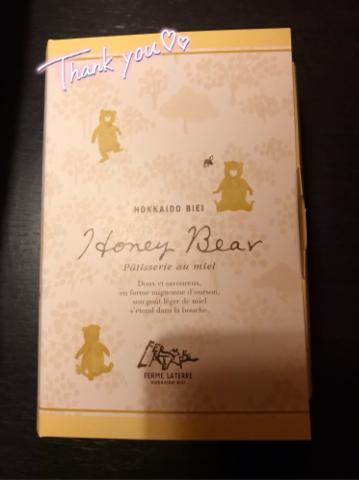 Thank you♡♡
HOKKAIDO BIEI
Honey Bear
Pâtisserie au miel
Doux et savoureux,
en forme mignonne d'ourson,
son goût léger de miel
s'étend dans la bouche.
FERME LATERRE
HOKKAIDO BIEI